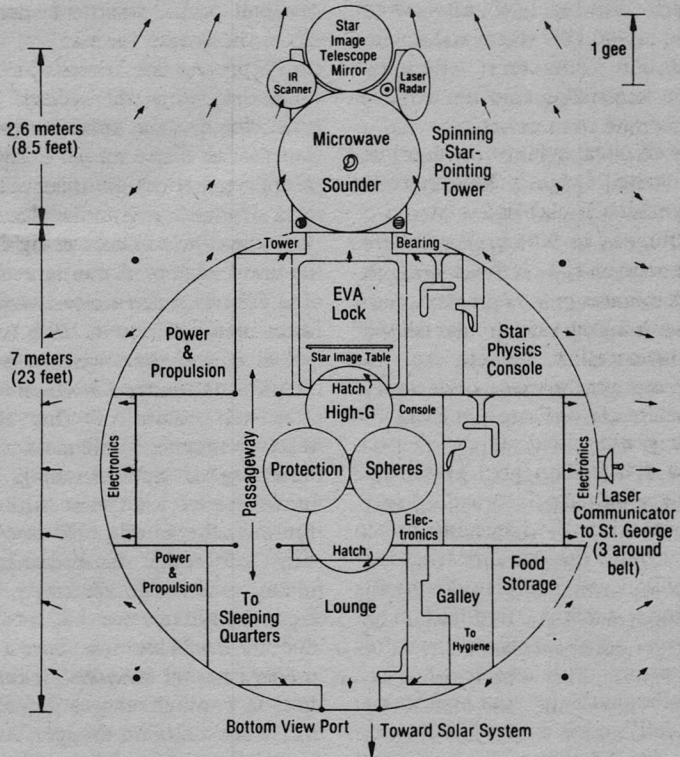 Star
Image
Telescope
Mirror
1 gee
IR
Scanner
Laser
Radar
2.6 meters
(8.5 feet)
Microwave
Sounder
Spinning
Star-
Pointing
Tower
Tower
Bearing
EVA
Lock
Power
&
Propulsion
Star
Physics
Console
7 meters
(23 feet)
Star Image Table
Hatch
High-G
Console
Passageway
Electronics
Protection
Spheres
Electronics
Laser
Communicator
to St. George
(3 around
belt)
Elec-
tronics
Hatch
Power
&
Propulsion
Food
Storage
To
Sleeping
Quarters
Lounge
Galley
To
Hygiene
Bottom View Port
Toward Solar System